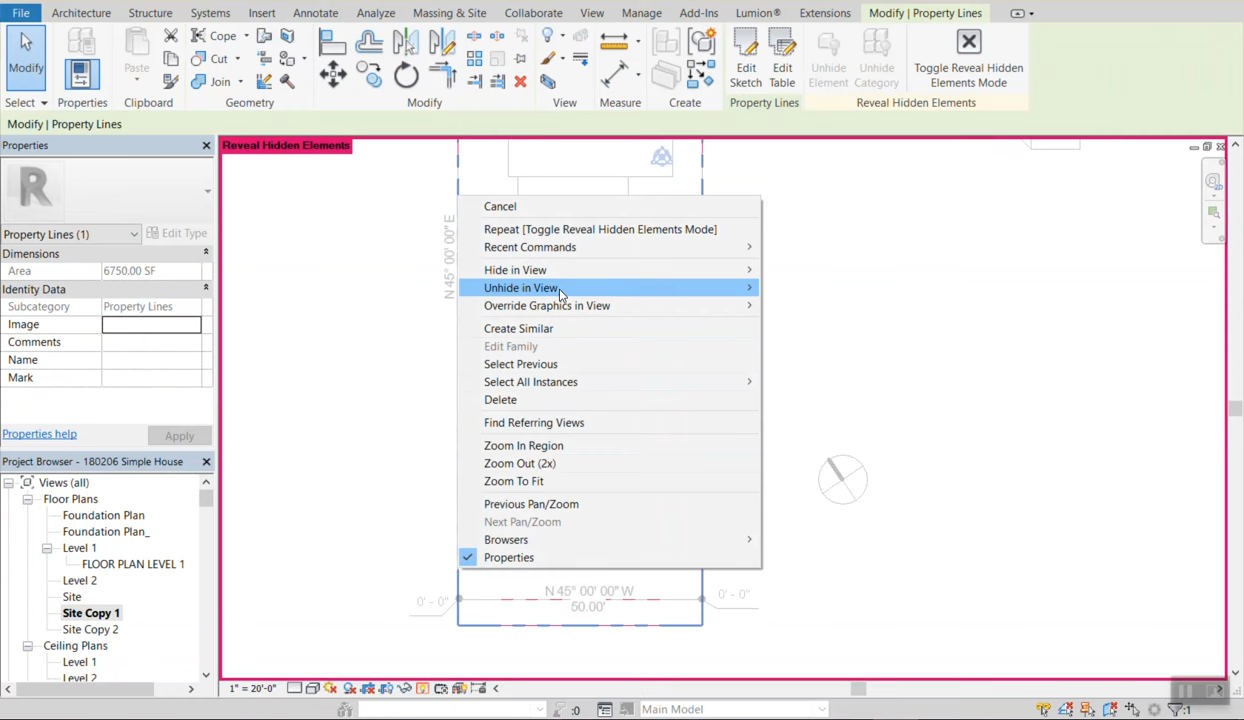 File Architecture Structure Systems Insert Annotate Analyze Massing & Site Collaborate View Manage Add-Ins Lumion® Extensions Modify | Property Lines
Modify
Paste
Cope
Cut
Join
Edit Sketch
Edit Table
Unhide Element
Unhide Category
Toggle Reveal Hidden Elements Mode
Select Properties Clipboard Geometry Modify View Measure Create Property Lines Reveal Hidden Elements
Modify | Property Lines
Properties
R
Property Lines (1) Edit Type
Dimensions
Area 6750.00 SF
Identity Data
Subcategory Property Lines
Image
Comments
Name
Mark
Properties help Apply
Project Browser - 180206 Simple House
Views (all)
Floor Plans
Foundation Plan
Foundation Plan_
Level 1
FLOOR PLAN LEVEL 1
Level 2
Site
Site Copy 1
Site Copy 2
Ceiling Plans
Level 1
Level 2
Reveal Hidden Elements
N 45° 00' 00" E
Cancel
Repeat [Toggle Reveal Hidden Elements Mode]
Recent Commands
Hide in View
Unhide in View
Override Graphics in View
Create Similar
Edit Family
Select Previous
Select All Instances
Delete
Find Referring Views
Zoom In Region
Zoom Out (2x)
Zoom To Fit
Previous Pan/Zoom
Next Pan/Zoom
Browsers
Properties
0' - 0"
N 45° 00' 00" W
50.00'
0' - 0"
1" = 20'-0"
:0
Main Model
:1